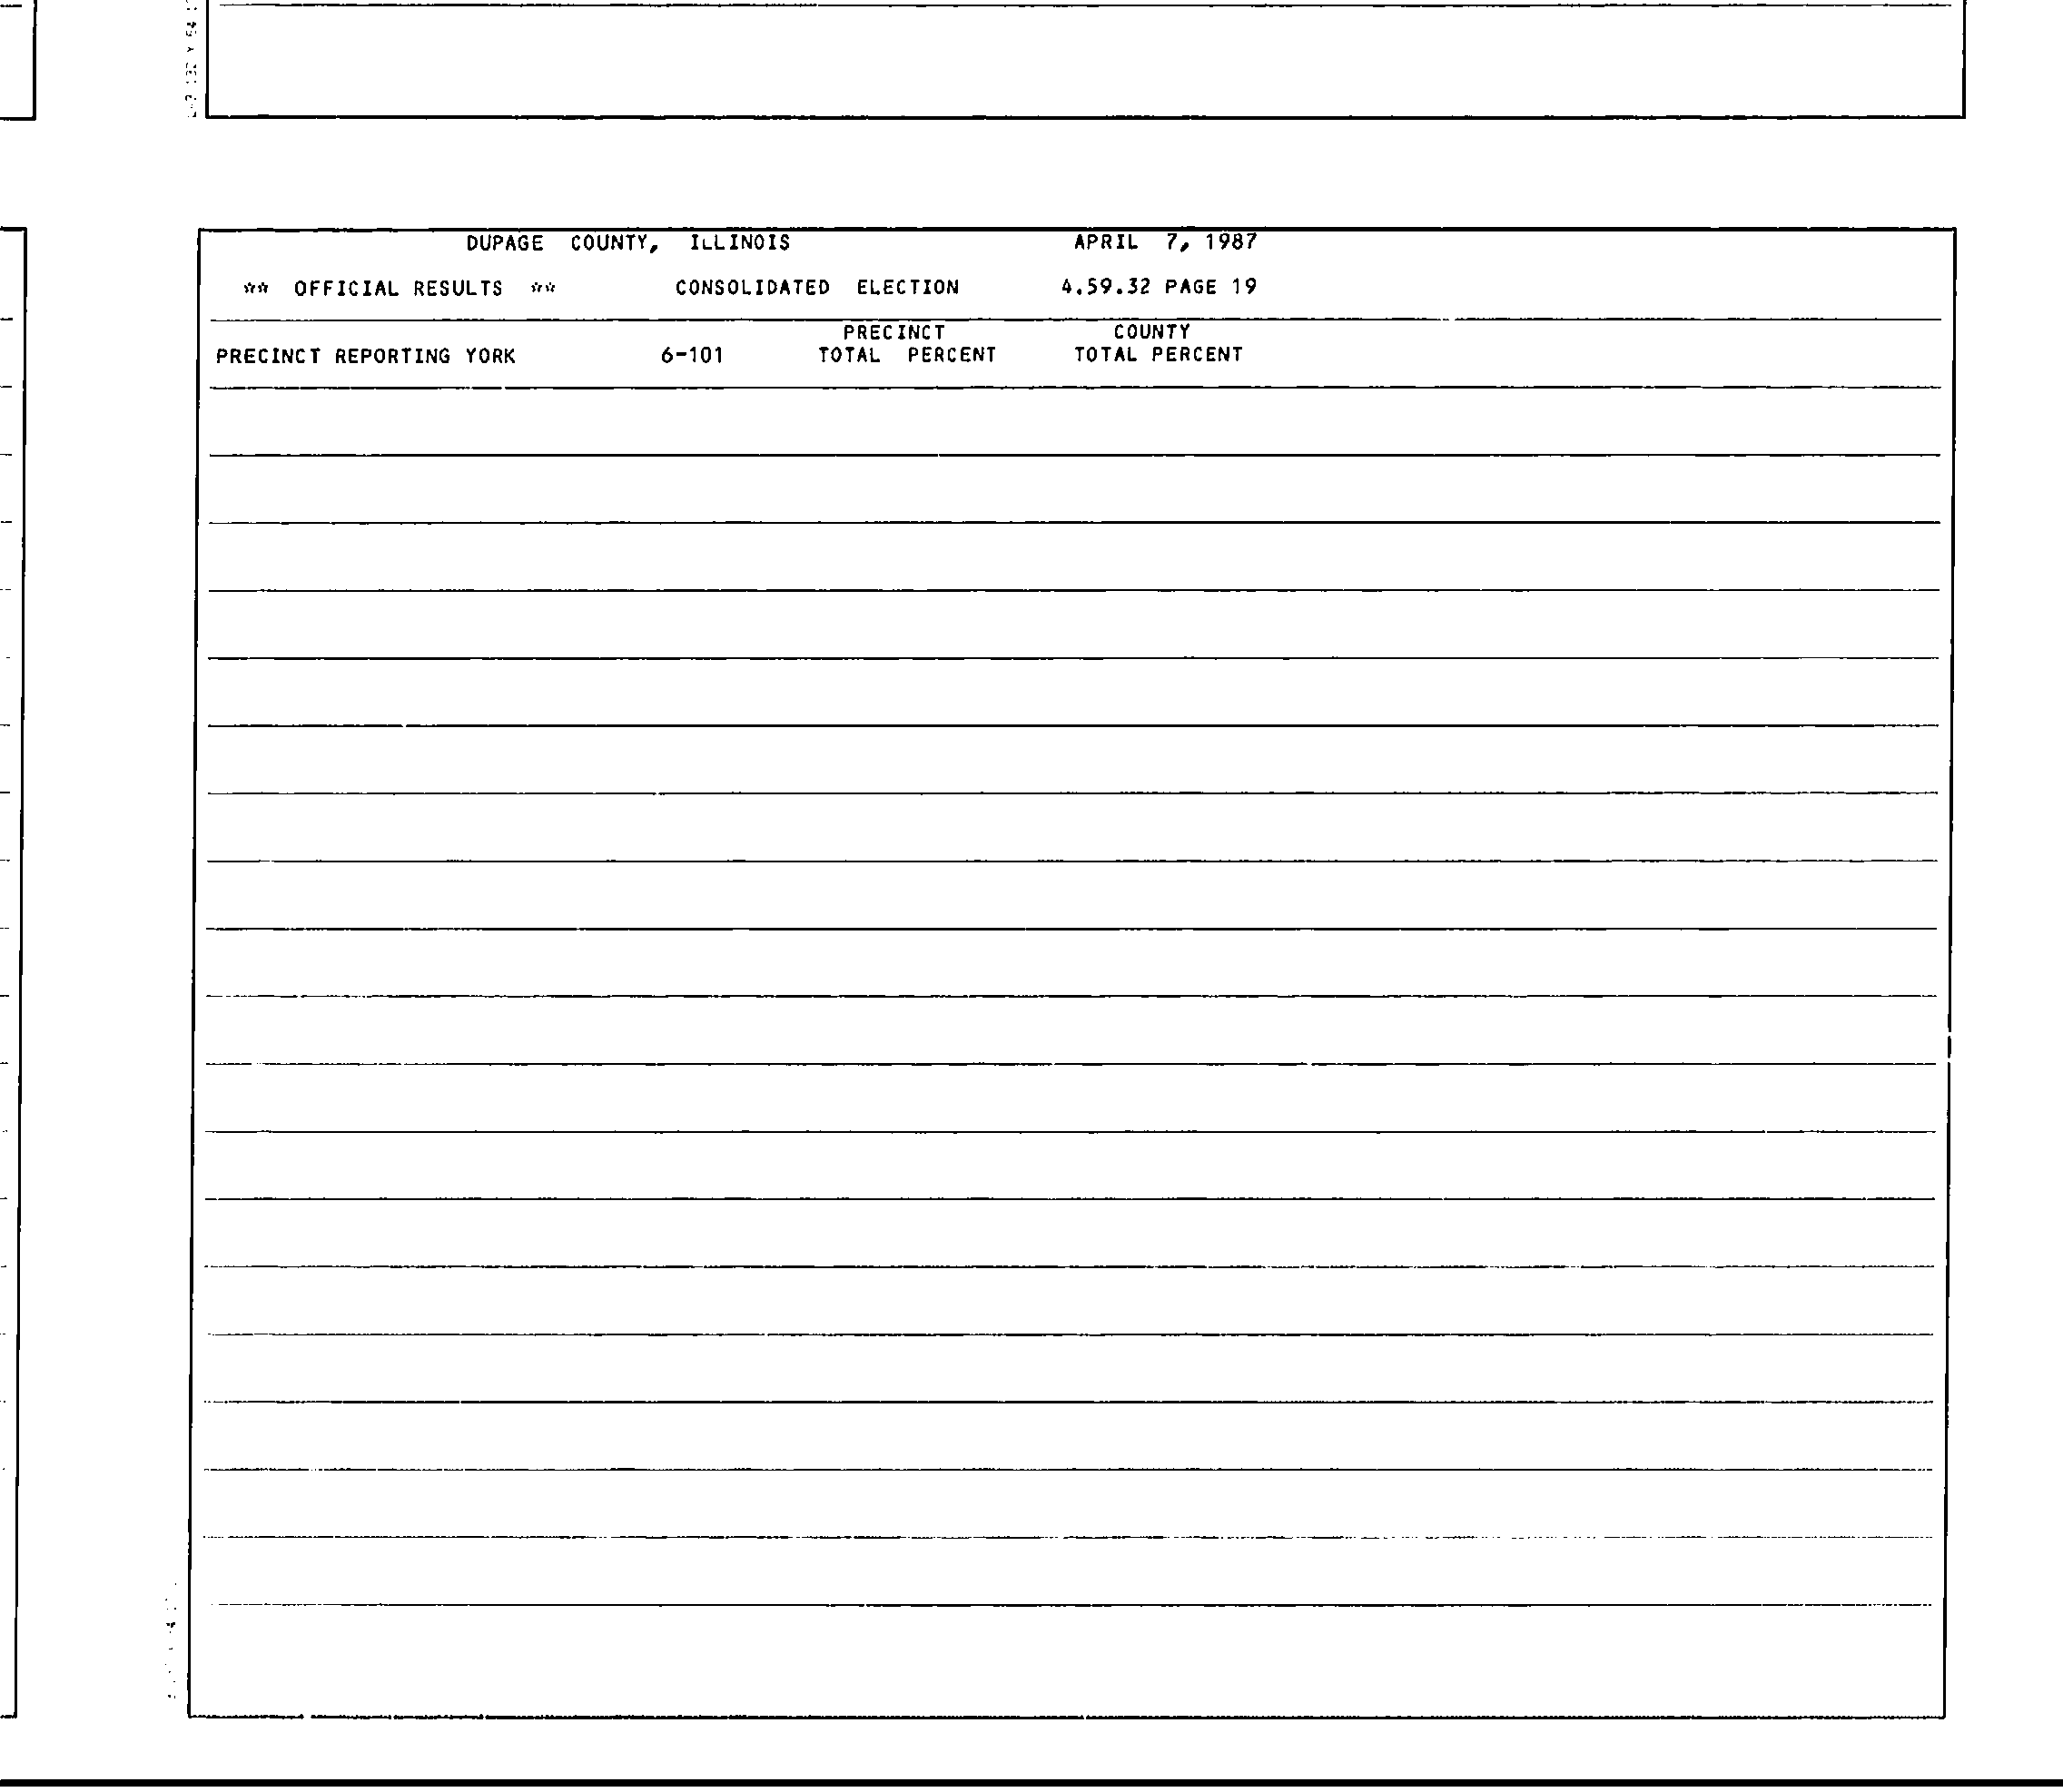 DUPAGE COUNTY, ILLINOIS APRIL 7, 1987
** OFFICIAL RESULTS ** CONSOLIDATED ELECTION 4.59.32 PAGE 19
PRECINCT COUNTY
PRECINCT REPORTING YORK 6-101 TOTAL PERCENT TOTAL PERCENT